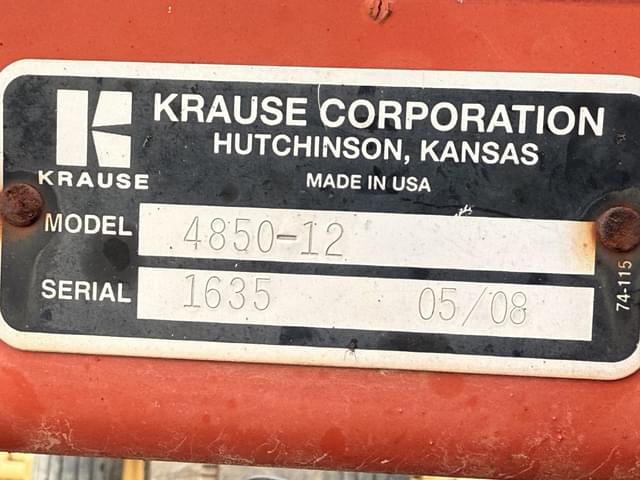 KRAUSE CORPORATION
HUTCHINSON, KANSAS
MADE IN USA
KRAUSE
MODEL 4850-12
SERIAL 1635 05/08
74-115